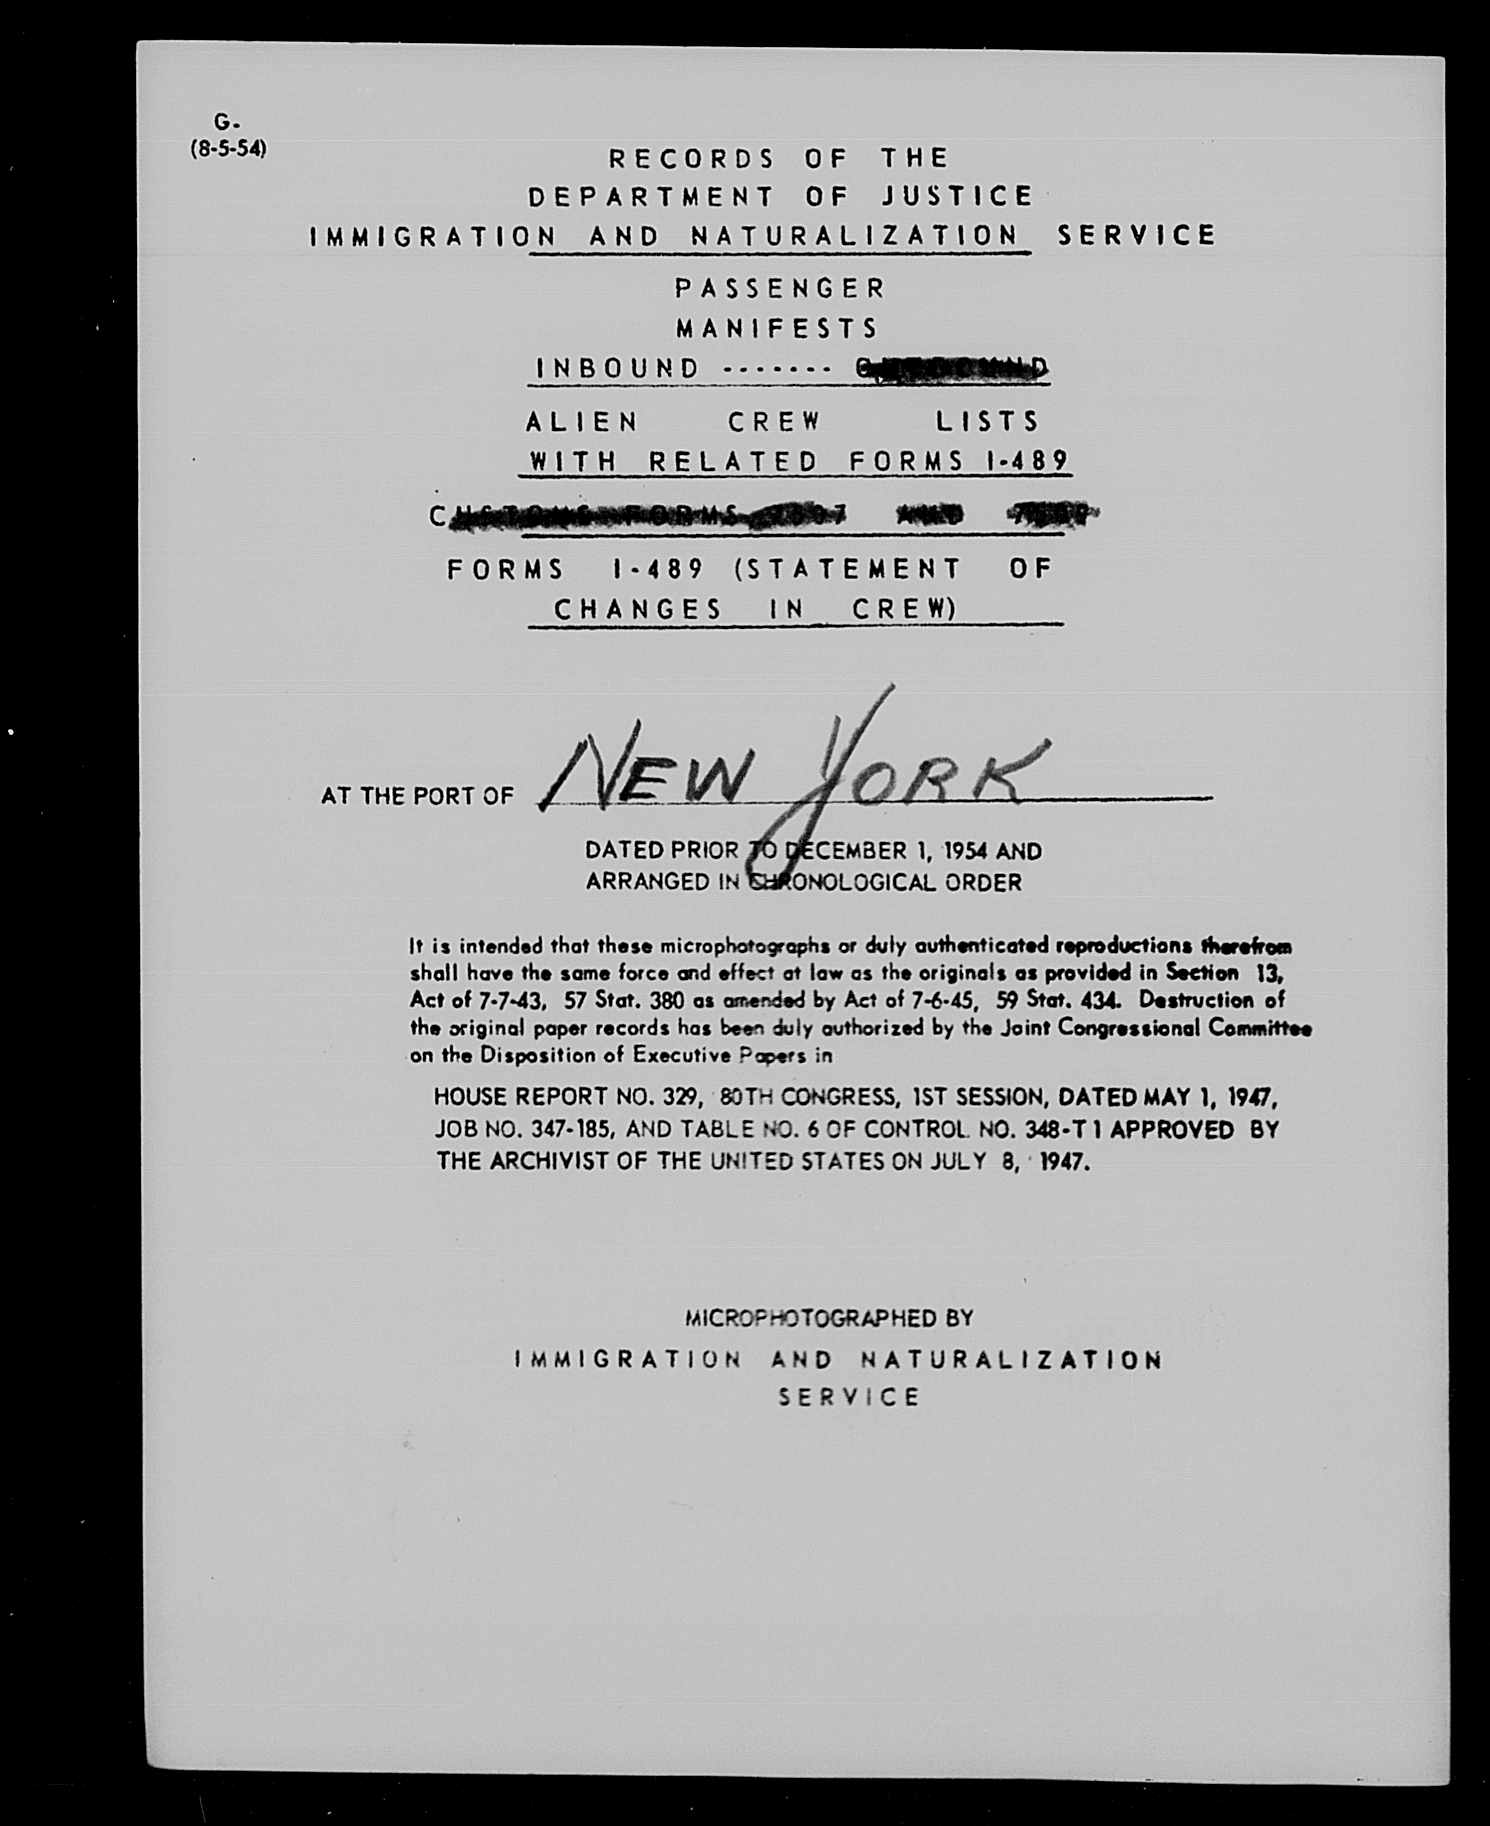 G-
(8-5-54)
RECORDS OF THE
DEPARTMENT OF JUSTICE
IMMIGRATION AND NATURALIZATION SERVICE
PASSENGER
MANIFESTS
INBOUND -------
ALIEN CREW LISTS
WITH RELATED FORMS I-489
CUSTOMS FORMS AND
FORMS I-489 (STATEMENT OF
CHANGES IN CREW)
AT THE PORT OF NEW YORK
DATED PRIOR TO DECEMBER 1, 1954 AND
ARRANGED IN CHRONOLOGICAL ORDER
It is intended that these microphotographs or duly authenticated reproductions therefrom
shall have the same force and effect at law as the originals as provided in Section 13,
Act of 7-7-43, 57 Stat. 380 as amended by Act of 7-6-45, 59 Stat. 434. Destruction of
the original paper records has been duly authorized by the Joint Congressional Committee
on the Disposition of Executive Papers in
HOUSE REPORT NO. 329, 80TH CONGRESS, 1ST SESSION, DATED MAY 1, 1947,
JOB NO. 347-185, AND TABLE NO. 6 OF CONTROL NO. 348-T1 APPROVED BY
THE ARCHIVIST OF THE UNITED STATES ON JULY 8, 1947.
MICROPHOTOGRAPHED BY
IMMIGRATION AND NATURALIZATION
SERVICE